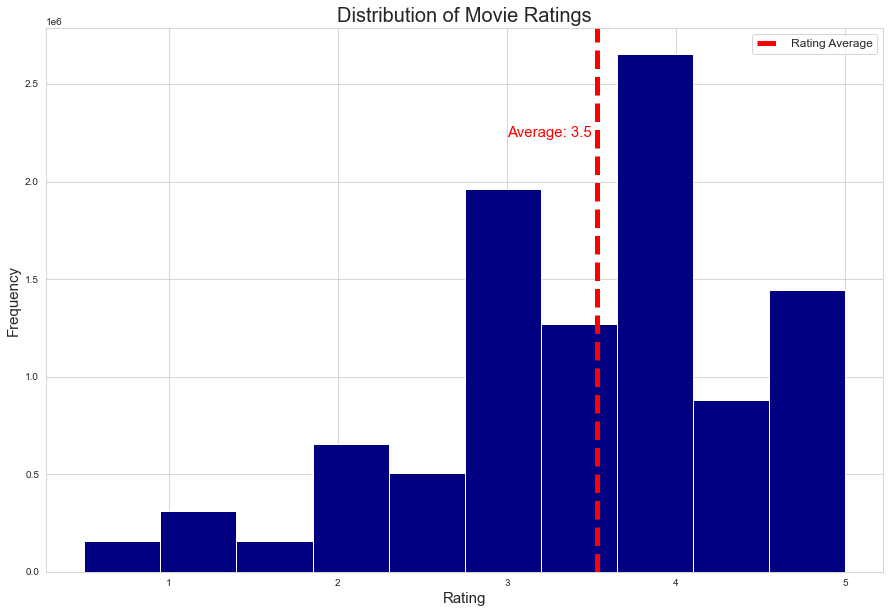 Distribution of Movie Ratings
1e6
Rating Average
2.5
Average: 3.5
2.0
1.5
Frequency
1.0
0.5
0.0
1 2 3 4 5
Rating